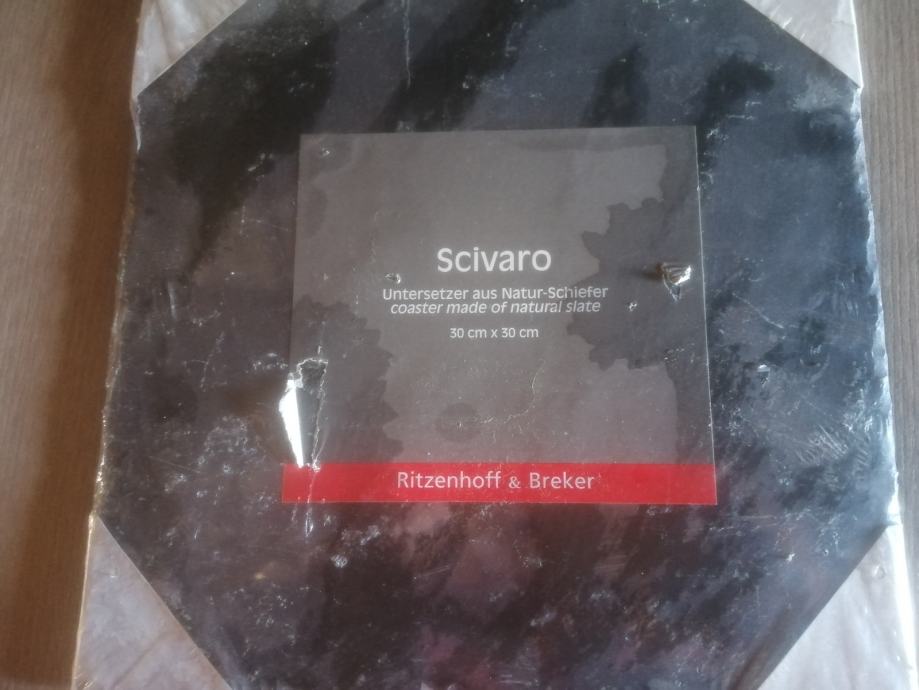 Scivaro
Untersetzer aus Natur-Schiefer
coaster made of natural slate
30 cm x 30 cm
Ritzenhoff & Breker